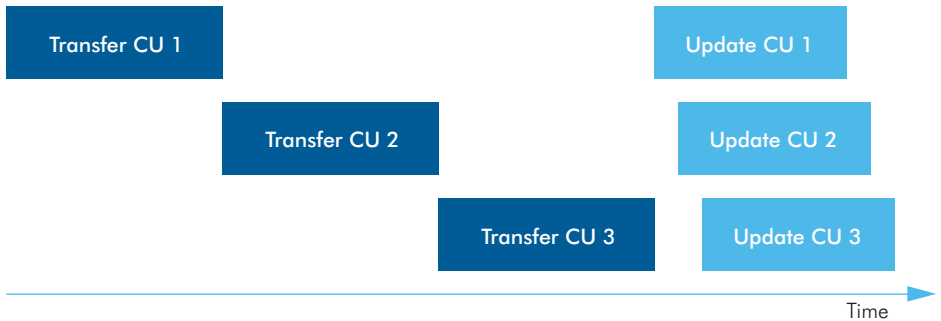 Transfer CU 1
Update CU 1
Transfer CU 2
Update CU 2
Transfer CU 3
Update CU 3
Time